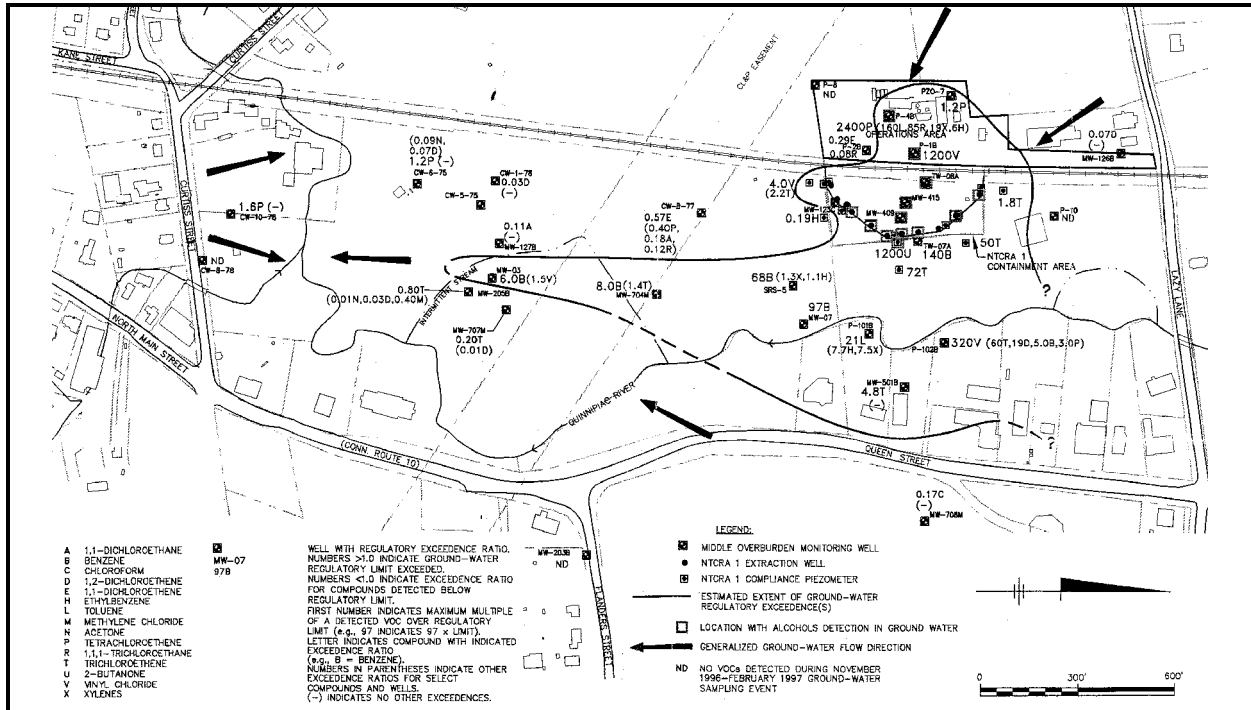 KANE STREET
CURTISS STREET
CURTISS STREET
NORTH MAIN STREET
(CONN. ROUTE 10)
QUEEN STREET
FLANDERS STREET
LAZY LANE
CL&P EASEMENT
QUINNIPIAC RIVER
INTERMITTENT STREAM
P-8
ND
PZO-7
1.2P
P-4B
2400P(160L,85R,19X,6H)
OPERATIONS AREA
0.29E
P-2B
0.08R
P-1B
1200V
0.07D
(-)
MW-126B
TW-08A
4.0V
(2.2T)
MW-415
MW-123C
0.19H
MW-409
1.8T
P-10
ND
TW-07A
1200U
140B
50T
NTCRA 1
CONTAINMENT AREA
72T
?
(0.09N,
0.07D)
1.2P (-)
CW-6-75
CW-1-78
0.03D
(-)
CW-5-75
1.6P (-)
CW-10-76
ND
CW-8-78
0.11A
(-)
MW-127B
CW-B-77
0.57E
(0.40P,
0.18A,
0.12R)
MW-03
6.0B(1.5V)
0.80T
(0.01N,0.03D,0.40M)
MW-205B
8.0B(1.4T)
MW-704M
MW-707M
0.20T
(0.01D)
68B (1.3X,1.1H)
SRS-5
97B
MW-07
P-101B
21L
(7.7H,7.5X)
P-102B
320V (60T,19D,5.0B,3.0P)
MW-501B
4.8T
(-)
?
0.17C
(-)
MW-708M
MW-203B
ND
A 1,1-DICHLOROETHANE
B BENZENE
C CHLOROFORM
D 1,2-DICHLOROETHENE
E 1,1-DICHLOROETHENE
H ETHYLBENZENE
L TOLUENE
M METHYLENE CHLORIDE
N ACETONE
P TETRACHLOROETHENE
R 1,1,1-TRICHLOROETHANE
T TRICHLOROETHENE
U 2-BUTANONE
V VINYL CHLORIDE
X XYLENES
MW-07
97B
WELL WITH REGULATORY EXCEEDENCE RATIO.
NUMBERS >1.0 INDICATE GROUND-WATER
REGULATORY LIMIT EXCEEDED.
NUMBERS <1.0 INDICATE EXCEEDENCE RATIO
FOR COMPOUNDS DETECTED BELOW
REGULATORY LIMIT.
FIRST NUMBER INDICATES MAXIMUM MULTIPLE
OF A DETECTED VOC OVER REGULATORY
LIMIT (e.g., 97 INDICATES 97 x LIMIT).
LETTER INDICATES COMPOUND WITH INDICATED
EXCEEDENCE RATIO
(e.g., B = BENZENE).
NUMBERS IN PARENTHESES INDICATE OTHER
EXCEEDENCE RATIOS FOR SELECT
COMPOUNDS AND WELLS.
(-) INDICATES NO OTHER EXCEEDENCES.
LEGEND:
MIDDLE OVERBURDEN MONITORING WELL
NTCRA 1 EXTRACTION WELL
NTCRA 1 COMPLIANCE PIEZOMETER
ESTIMATED EXTENT OF GROUND-WATER
REGULATORY EXCEEDENCE(S)
LOCATION WITH ALCOHOLS DETECTION IN GROUND WATER
GENERALIZED GROUND-WATER FLOW DIRECTION
ND NO VOCs DETECTED DURING NOVEMBER
1996-FEBRUARY 1997 GROUND-WATER
SAMPLING EVENT
0 300' 600'